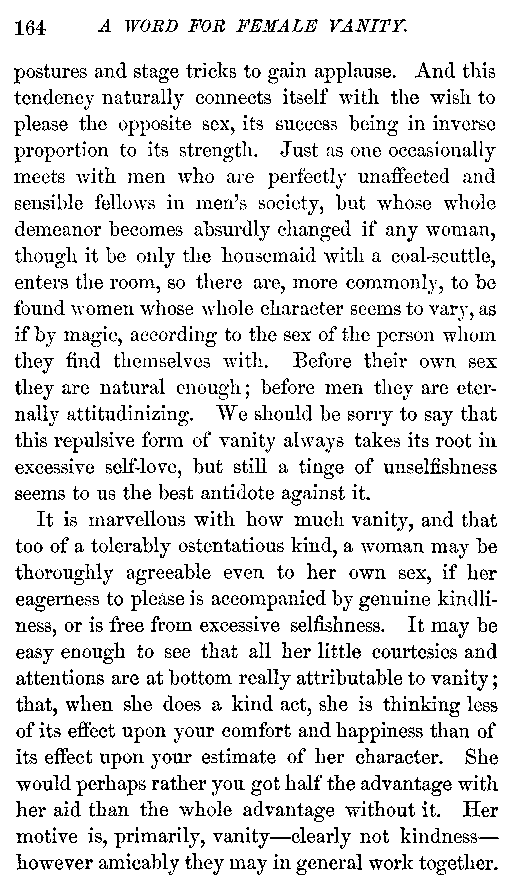 164 A WORD FOR FEMALE VANITY.
postures and stage tricks to gain applause. And this
tendency naturally connects itself with the wish to
please the opposite sex, its success being in inverse
proportion to its strength. Just as one occasionally
meets with men who are perfectly unaffected and
sensible fellows in men's society, but whose whole
demeanor becomes absurdly changed if any woman,
though it be only the housemaid with a coal-scuttle,
enters the room, so there are, more commonly, to be
found women whose whole character seems to vary, as
if by magic, according to the sex of the person whom
they find themselves with. Before their own sex
they are natural enough; before men they are eter-
nally attitudinizing. We should be sorry to say that
this repulsive form of vanity always takes its root in
excessive self-love, but still a tinge of unselfishness
seems to us the best antidote against it.
It is marvellous with how much vanity, and that
too of a tolerably ostentatious kind, a woman may be
thoroughly agreeable even to her own sex, if her
eagerness to please is accompanied by genuine kindli-
ness, or is free from excessive selfishness. It may be
easy enough to see that all her little courtesies and
attentions are at bottom really attributable to vanity;
that, when she does a kind act, she is thinking less
of its effect upon your comfort and happiness than of
its effect upon your estimate of her character. She
would perhaps rather you got half the advantage with
her aid than the whole advantage without it. Her
motive is, primarily, vanity—clearly not kindness—
however amicably they may in general work together.